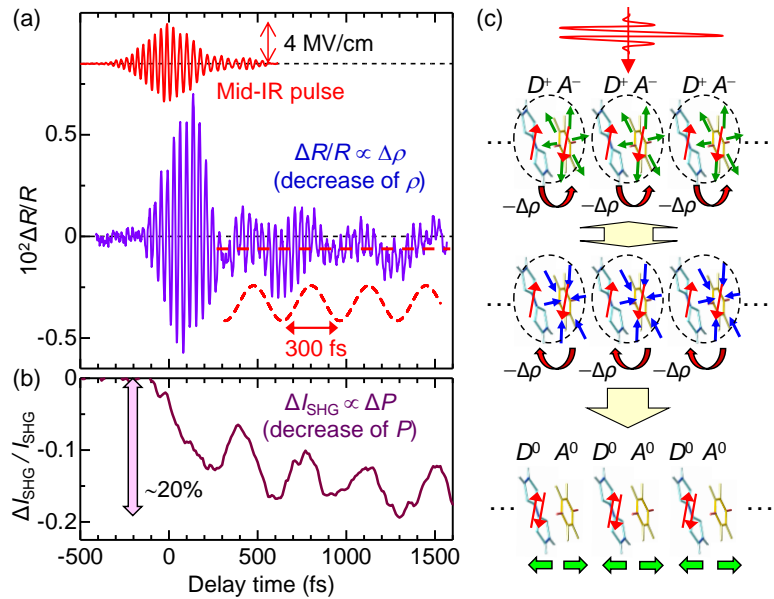 (a)
4 MV/cm
Mid-IR pulse
ΔR/R ∝ Δρ
(decrease of ρ)
10²ΔR/R
0.5
0
-0.5
300 fs
(b)
ΔI_SHG ∝ ΔP
(decrease of P)
~20%
ΔI_SHG / I_SHG
0
-0.1
-0.2
-500 0 500 1000 1500
Delay time (fs)
(c)
D⁺ A⁻ D⁺ A⁻ D⁺ A⁻
... ...
−Δρ −Δρ −Δρ
... ...
−Δρ −Δρ −Δρ
D⁰ A⁰ D⁰ A⁰ D⁰ A⁰
... ...